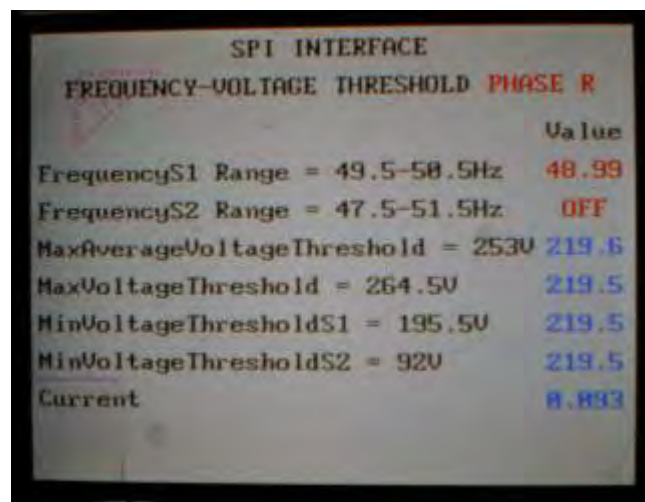 SPI INTERFACE
FREQUENCY-VOLTAGE THRESHOLD PHASE R
Value
FrequencyS1 Range = 49.5-50.5Hz 48.99
FrequencyS2 Range = 47.5-51.5Hz OFF
MaxAverageVoltageThreshold = 253V 219.6
MaxVoltageThreshold = 264.5V 219.5
MinVoltageThresholdS1 = 195.5V 219.5
MinVoltageThresholdS2 = 92V 219.5
Current 0.093